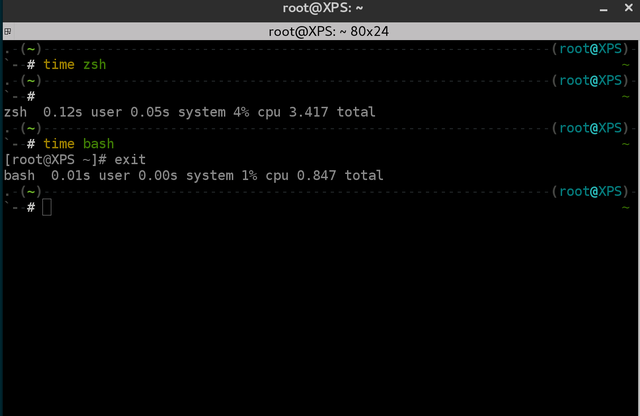 root@XPS: ~
root@XPS: ~ 80x24
. (~) (root@XPS)
`-- # time zsh ~
. (~) (root@XPS)
`-- # ~
zsh  0.12s user 0.05s system 4% cpu 3.417 total
. (~) (root@XPS)
`-- # time bash ~
[root@XPS ~]# exit
bash  0.01s user 0.00s system 1% cpu 0.847 total
. (~) (root@XPS)
`-- # ~